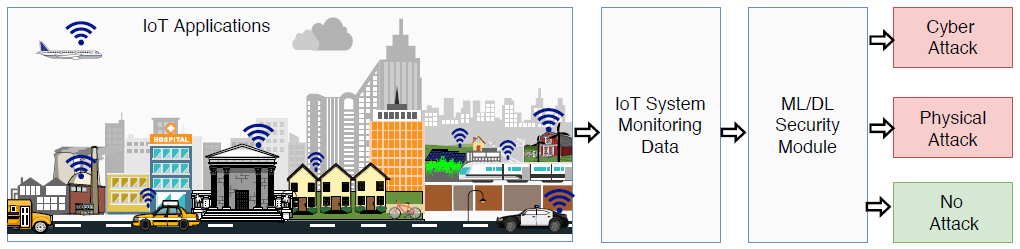 IoT Applications
HOSPITAL
IoT System
Monitoring
Data
ML/DL
Security
Module
Cyber
Attack
Physical
Attack
No
Attack